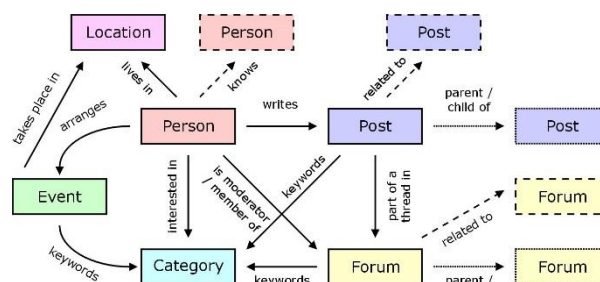 Location
Person
Post
takes place in
lives in
knows
related to
arranges
writes
parent /
child of
Person
Post
Post
Event
interested in
is moderator
/ member of
keywords
part of a
thread in
related to
Forum
keywords
Category
keywords
Forum
parent /
Forum